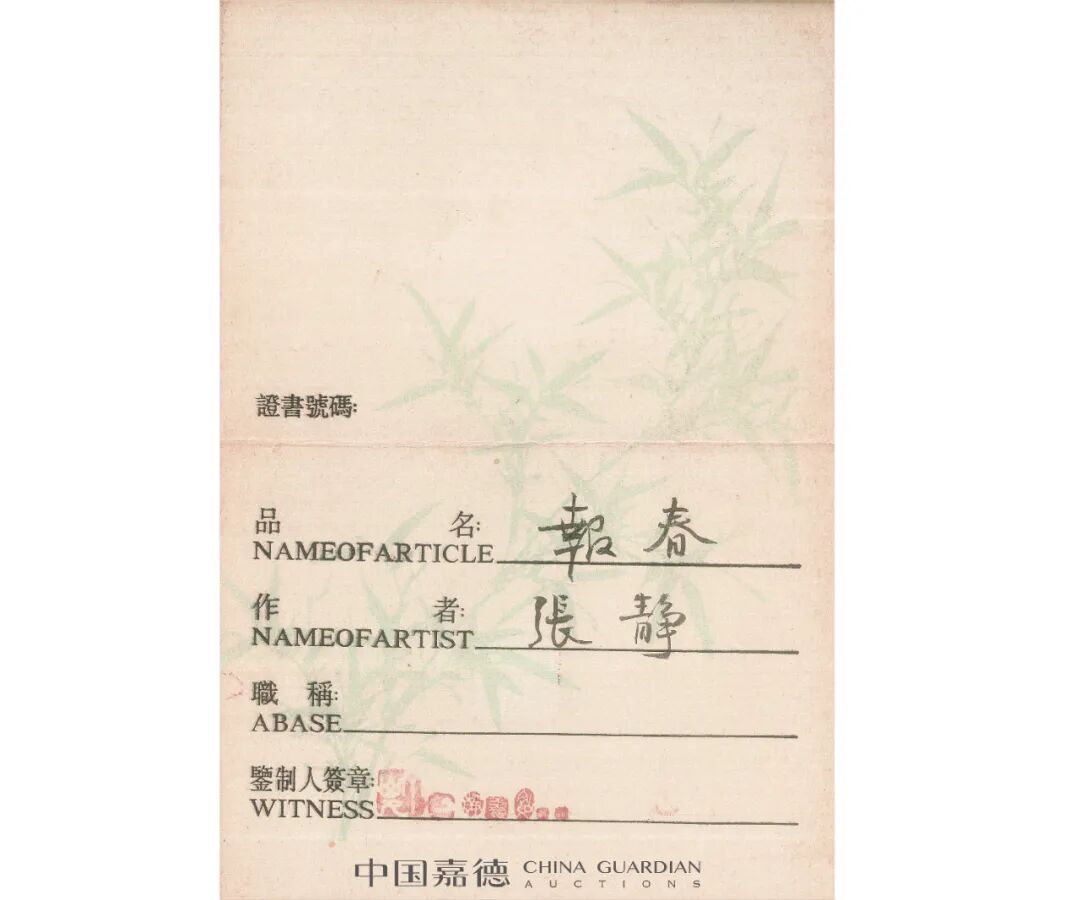 證書號碼:
品名: 報春
NAMEOFARTICLE
作者: 張静
NAMEOFARTIST
職稱:
ABASE
鑒制人簽章:
WITNESS
中国嘉德 CHINA GUARDIAN
AUCTIONS